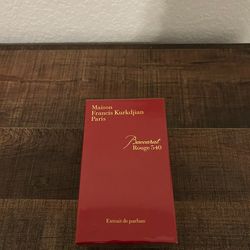 Maison
Francis Kurkdjian
Paris
Baccarat
Rouge 540
Extrait de parfum